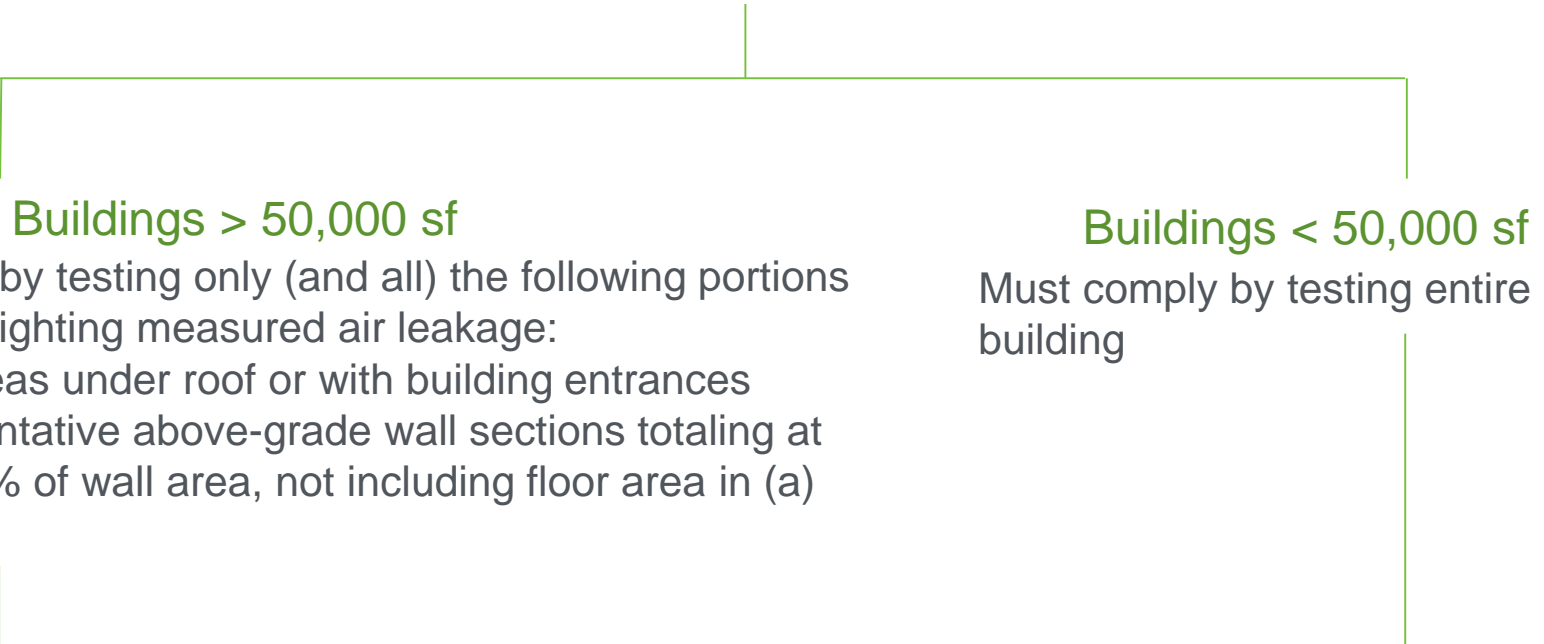 Buildings > 50,000 sf
by testing only (and all) the following portions
ighting measured air leakage:
eas under roof or with building entrances
ntative above-grade wall sections totaling at
% of wall area, not including floor area in (a)
Buildings < 50,000 sf
Must comply by testing entire
building